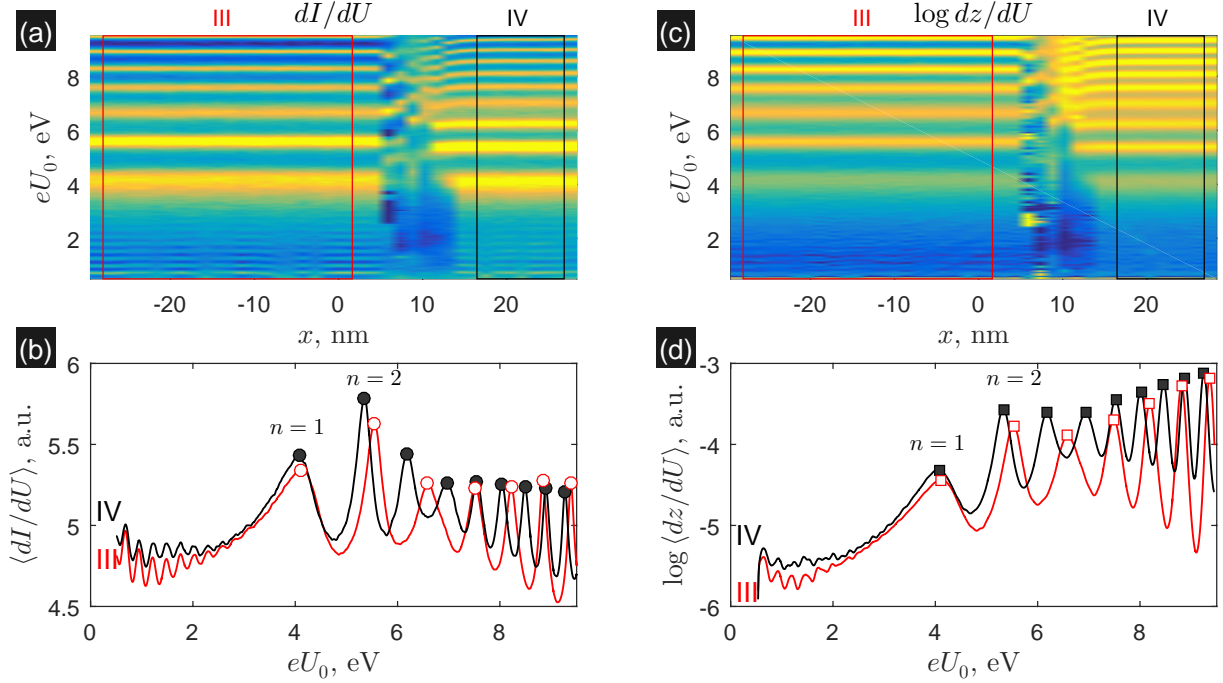 (a) III dI/dU IV
8
6
4
2
eU₀, eV
-20 -10 0 10 20
x, nm
(c) III log dz/dU IV
8
6
4
2
eU₀, eV
-20 -10 0 10 20
x, nm
(b)
6
5.5
5
4.5
⟨dI/dU⟩, a.u.
n = 2
n = 1
IV
III
0 2 4 6 8
eU₀, eV
(d)
-3
-4
-5
-6
log ⟨dz/dU⟩, a.u.
n = 2
n = 1
IV
III
0 2 4 6 8
eU₀, eV